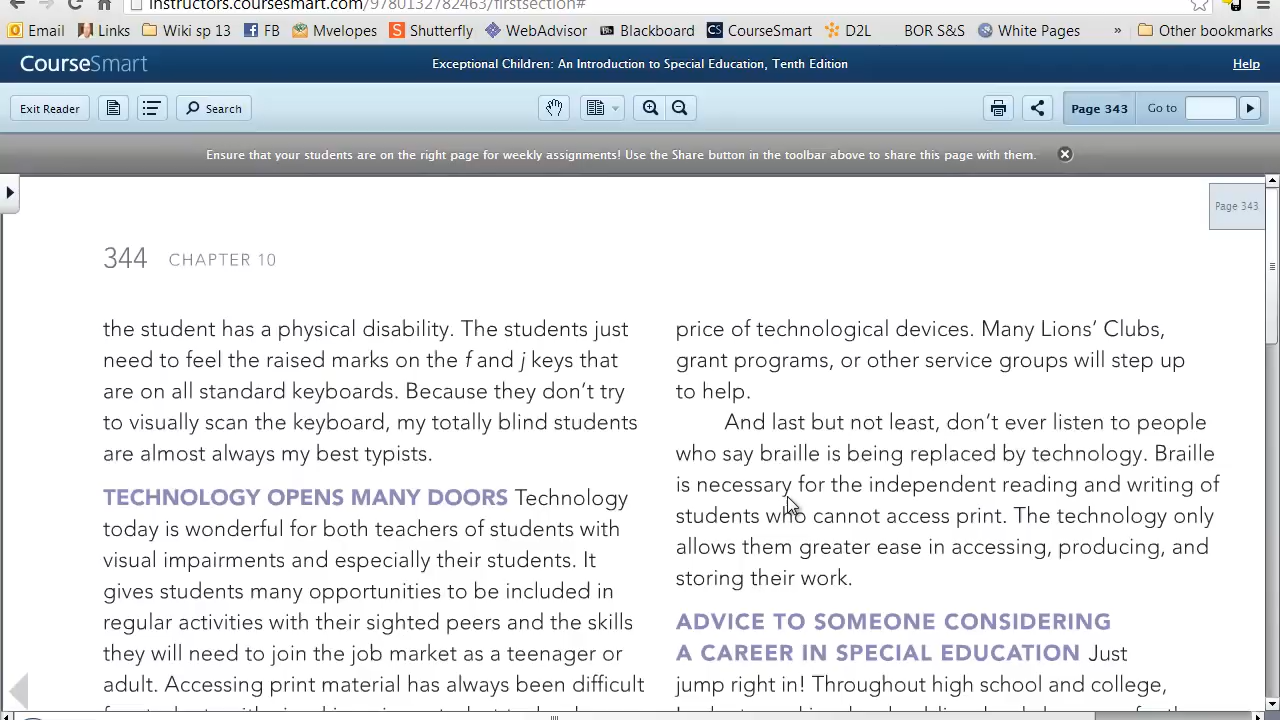 instructors.coursesmart.com/9780132782463/firstsection#
Email Links Wiki sp 13 FB Mvelopes Shutterfly WebAdvisor Blackboard CourseSmart D2L BOR S&S White Pages » Other bookmarks
CourseSmart Exceptional Children: An Introduction to Special Education, Tenth Edition Help
Exit Reader Search Page 343 Go to
Ensure that your students are on the right page for weekly assignments! Use the Share button in the toolbar above to share this page with them.
Page 343
344 CHAPTER 10
the student has a physical disability. The students just
need to feel the raised marks on the f and j keys that
are on all standard keyboards. Because they don't try
to visually scan the keyboard, my totally blind students
are almost always my best typists.
TECHNOLOGY OPENS MANY DOORS Technology
today is wonderful for both teachers of students with
visual impairments and especially their students. It
gives students many opportunities to be included in
regular activities with their sighted peers and the skills
they will need to join the job market as a teenager or
adult. Accessing print material has always been difficult
price of technological devices. Many Lions' Clubs,
grant programs, or other service groups will step up
to help.
And last but not least, don't ever listen to people
who say braille is being replaced by technology. Braille
is necessary for the independent reading and writing of
students who cannot access print. The technology only
allows them greater ease in accessing, producing, and
storing their work.
ADVICE TO SOMEONE CONSIDERING
A CAREER IN SPECIAL EDUCATION Just
jump right in! Throughout high school and college,